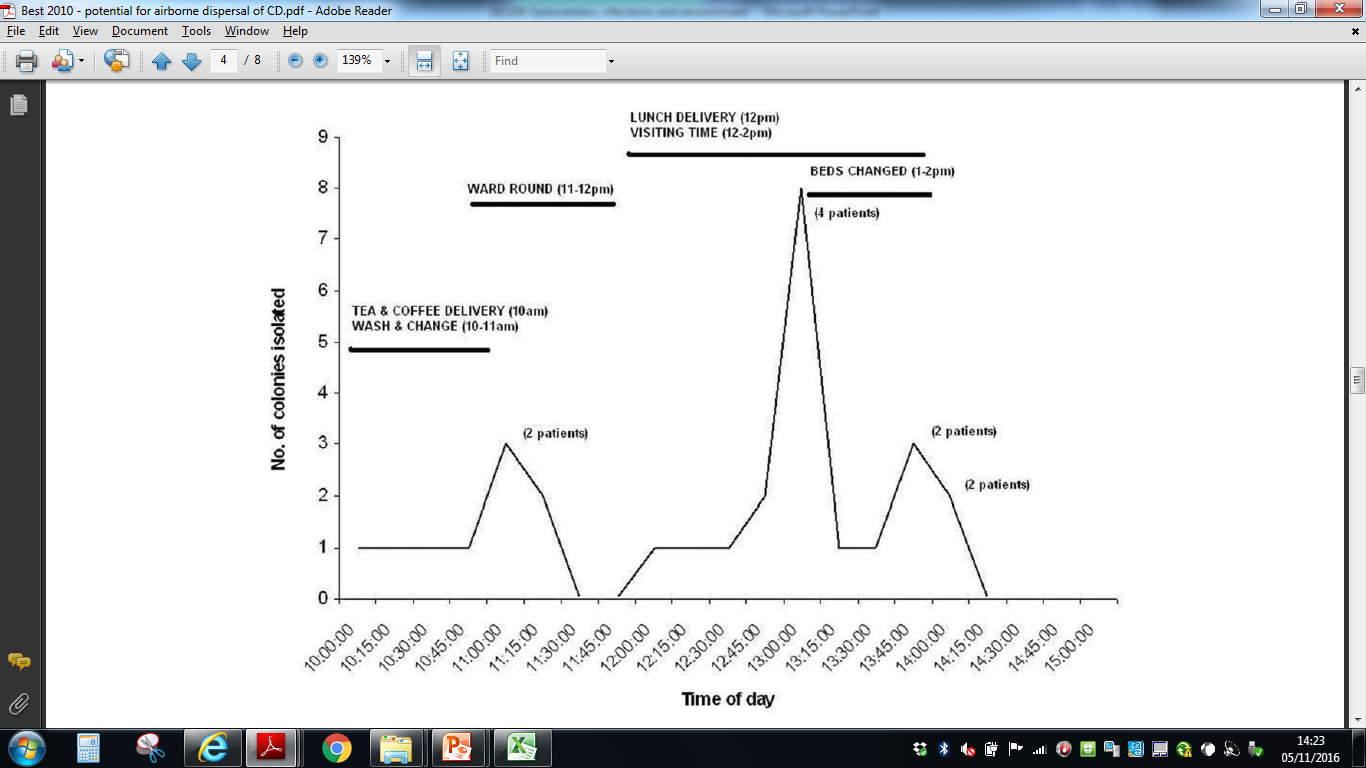 Best 2010 - potential for airborne dispersal of CD.pdf - Adobe Reader
File Edit View Document Tools Window Help
4 / 8 139% Find
LUNCH DELIVERY (12pm)
VISITING TIME (12-2pm)
BEDS CHANGED (1-2pm)
(4 patients)
WARD ROUND (11-12pm)
TEA & COFFEE DELIVERY (10am)
WASH & CHANGE (10-11am)
(2 patients)
(2 patients)
(2 patients)
No. of colonies isolated
9
8
7
6
5
4
3
2
1
0
10:00:00
10:15:00
10:30:00
10:45:00
11:00:00
11:15:00
11:30:00
11:45:00
12:00:00
12:15:00
12:30:00
12:45:00
13:00:00
13:15:00
13:30:00
13:45:00
14:00:00
14:15:00
14:30:00
14:45:00
15:00:00
Time of day
14:23
05/11/2016